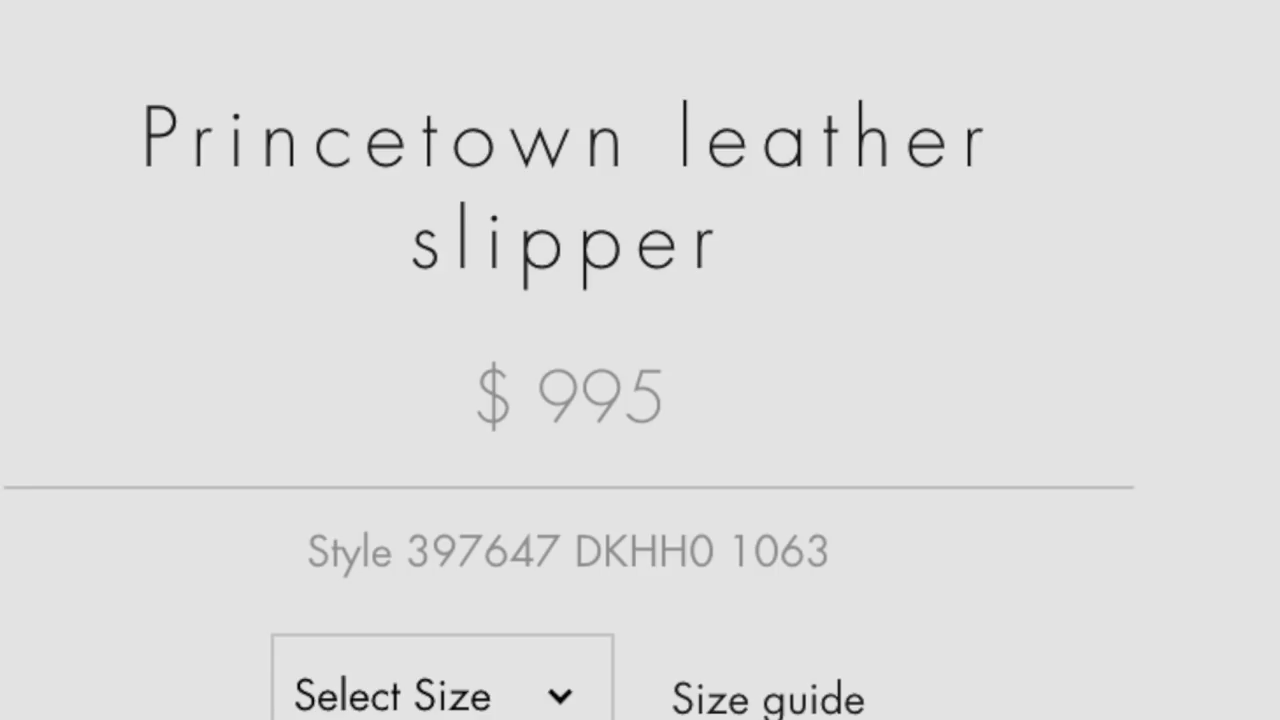 Princetown leather
slipper
$ 995
Style 397647 DKHH0 1063
Select Size
Size guide